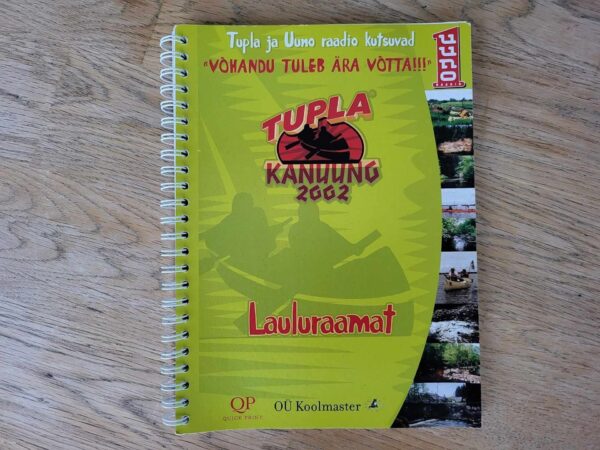 Tupla ja Uuno raadio kutsuvad
"VÕHANDU TULEB ÄRA VÕTTA!!!"
UUNO
TUPLA
KANUUNG
2002
Lauluraamat
QP
QUICK PRINT
OÜ Koolmaster